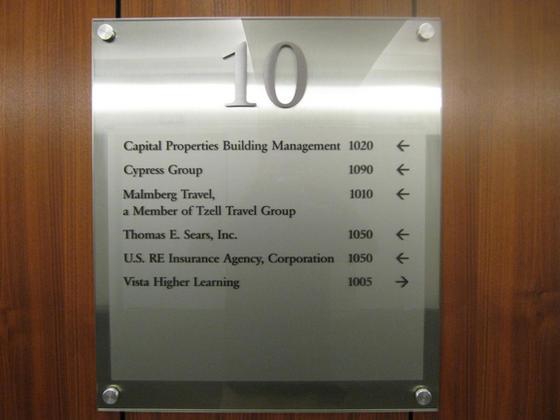 10
Capital Properties Building Management 1020 ←
Cypress Group 1090 ←
Malmberg Travel, 1010 ←
a Member of Tzell Travel Group
Thomas E. Sears, Inc. 1050 ←
U.S. RE Insurance Agency, Corporation 1050 ←
Vista Higher Learning 1005 →